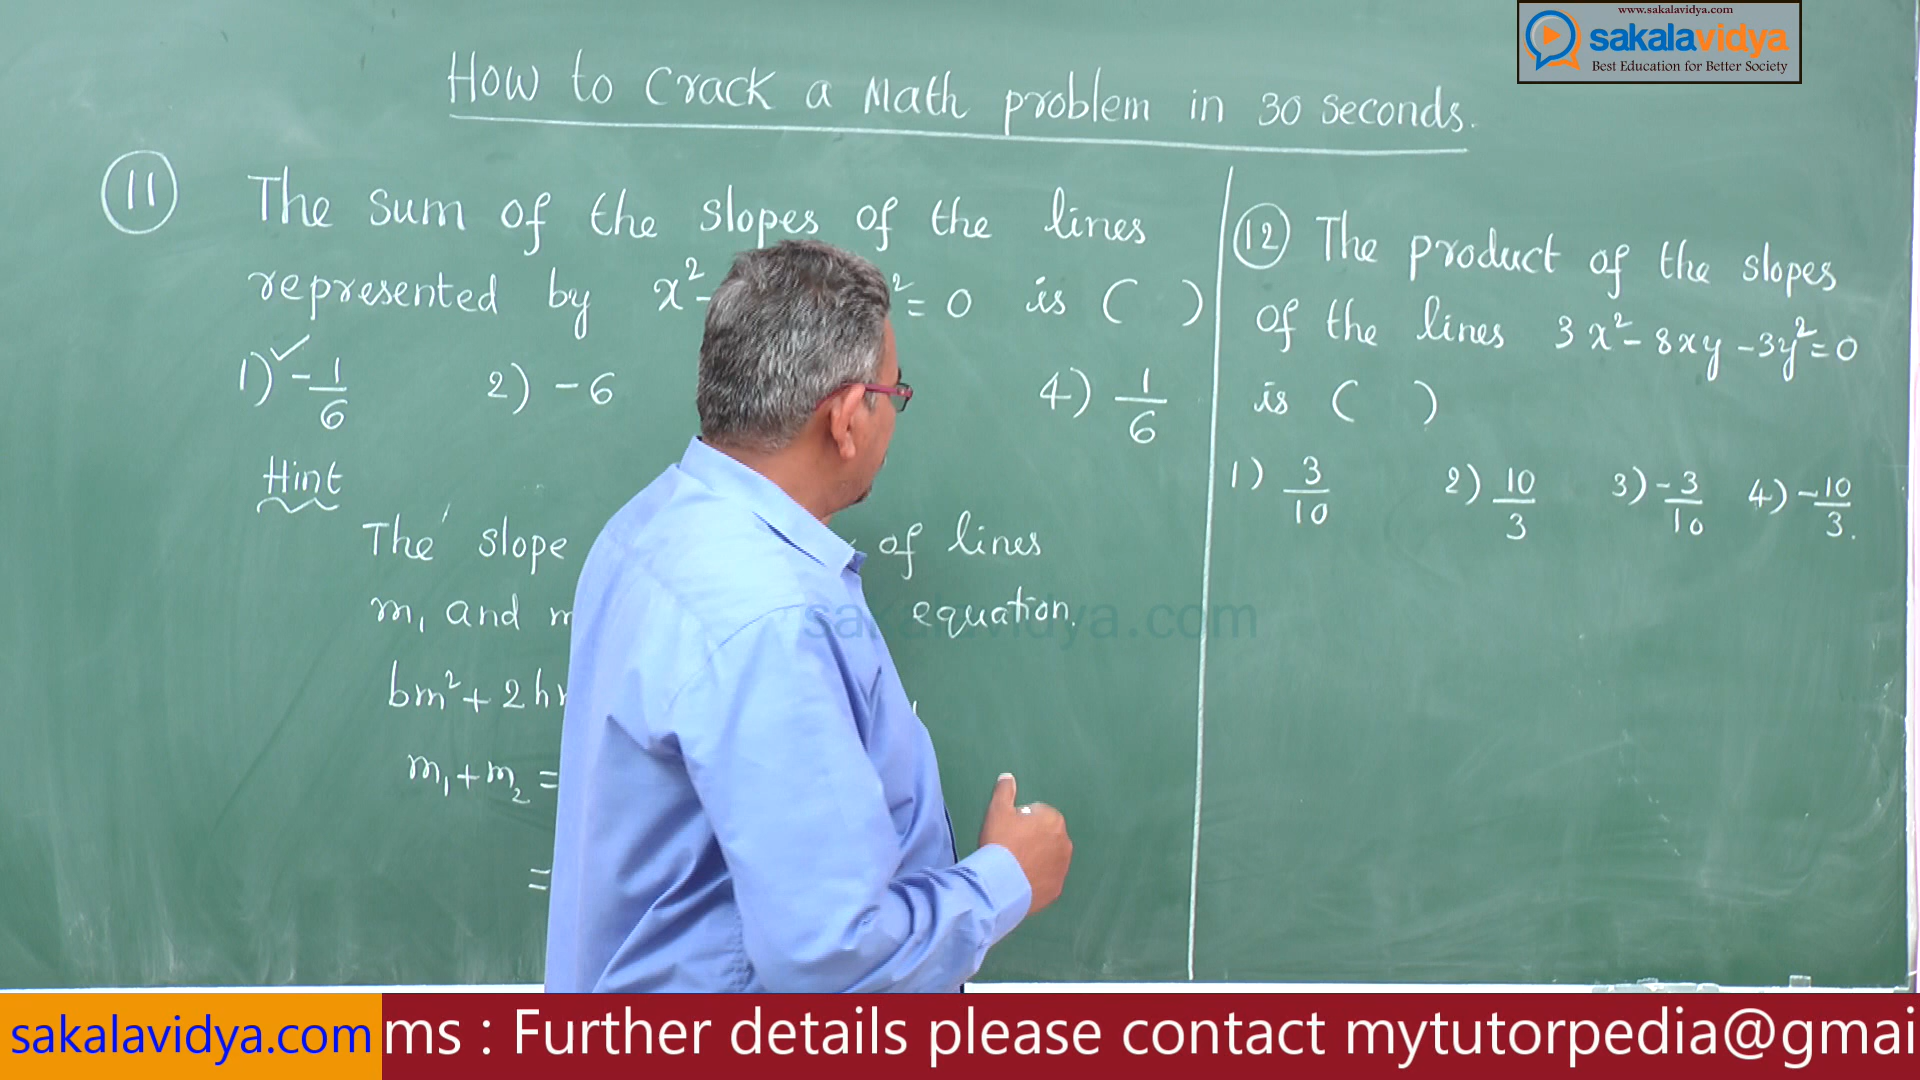 www.sakalavidya.com
sakalavidya
Best Education for Better Society
How to Crack a Math problem in 30 seconds.
11 The sum of the slopes of the lines
represented by x² - ² = 0 is ( )
1) -1/6 2) -6 4) 1/6
Hint
The slope of lines
m₁ and equation.
bm² + 2h
m₁ + m₂ =
=
12 The product of the slopes
of the lines 3x² - 8xy - 3y² = 0
is ( )
1) 3/10 2) 10/3 3) -3/10 4) -10/3.
sakalavidya.com
sakalavidya.com ms : Further details please contact mytutorpedia@gmai